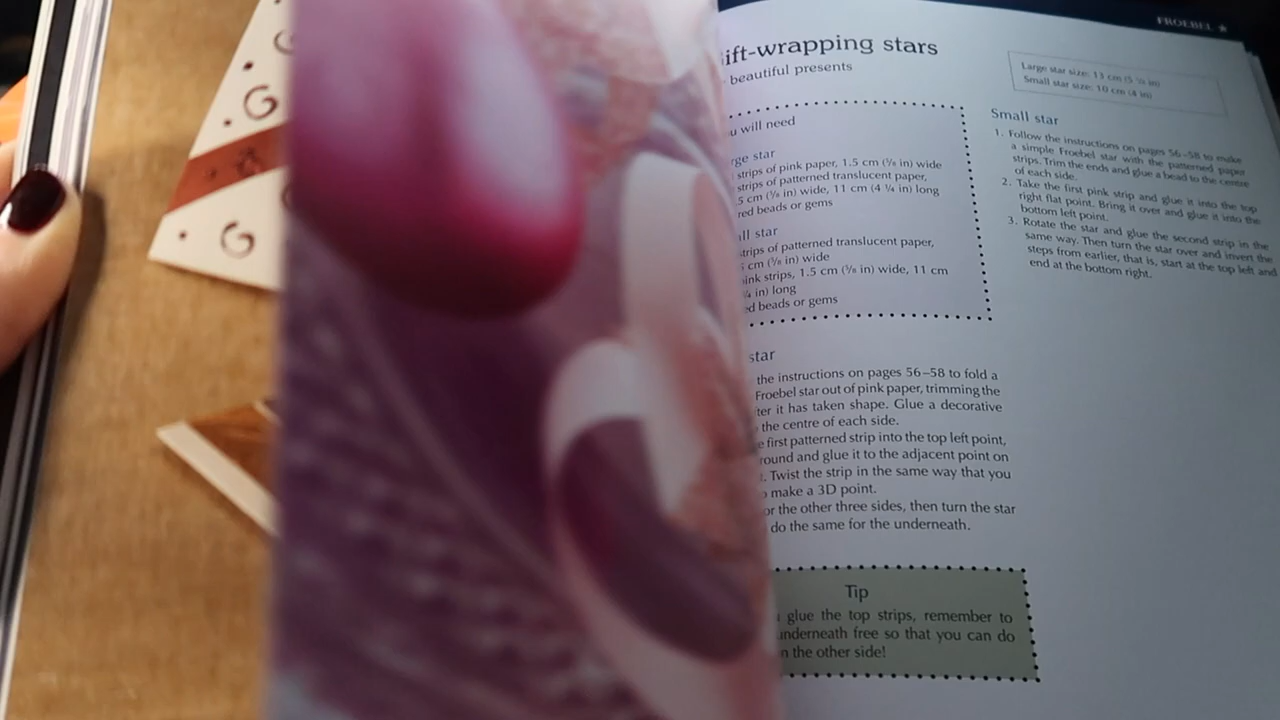 FROEBEL
ift-wrapping stars
beautiful presents
u will need
rge star
strips of pink paper, 1.5 cm (⅝ in) wide
strips of patterned translucent paper,
5 cm (⅝ in) wide, 11 cm (4 ¼ in) long
red beads or gems
ll star
trips of patterned translucent paper,
cm (⅝ in) wide
ink strips, 1.5 cm (⅝ in) wide, 11 cm
¼ in) long
d beads or gems
star
the instructions on pages 56–58 to fold a
Froebel star out of pink paper, trimming the
ter it has taken shape. Glue a decorative
the centre of each side.
e first patterned strip into the top left point,
round and glue it to the adjacent point on
. Twist the strip in the same way that you
o make a 3D point.
or the other three sides, then turn the star
do the same for the underneath.
Tip
glue the top strips, remember to
underneath free so that you can do
n the other side!
Large star size: 13 cm (5 in)
Small star size: 10 cm (4 in)
Small star
1. Follow the instructions on pages 56–58 to make
a simple Froebel star with the patterned paper
strips. Trim the ends and glue a bead to the centre
of each side.
2. Take the first pink strip and glue it into the top
right flat point. Bring it over and glue it into the
bottom left point.
3. Rotate the star and glue the second strip in the
same way. Then turn the star over and invert the
steps from earlier, that is, start at the top left and
end at the bottom right.